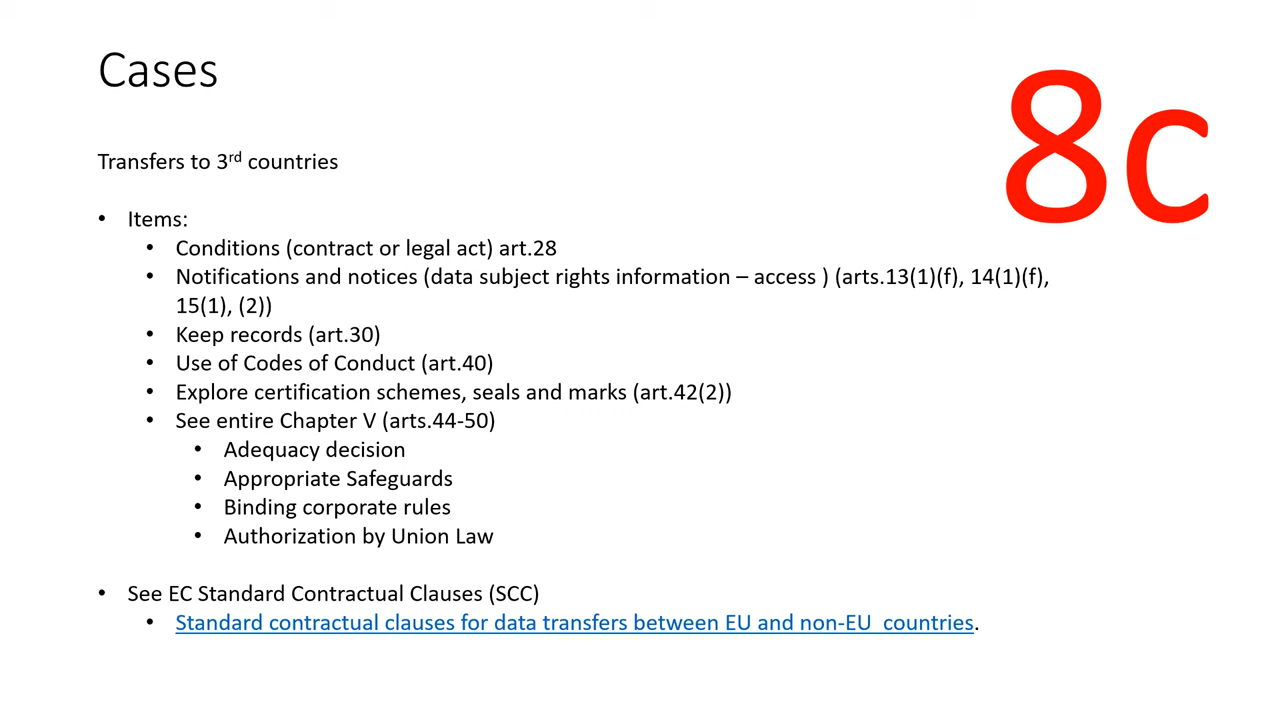 Cases
8c
Transfers to 3rd countries
• Items:
• Conditions (contract or legal act) art.28
• Notifications and notices (data subject rights information – access ) (arts.13(1)(f), 14(1)(f),
15(1), (2))
• Keep records (art.30)
• Use of Codes of Conduct (art.40)
• Explore certification schemes, seals and marks (art.42(2))
• See entire Chapter V (arts.44-50)
• Adequacy decision
• Appropriate Safeguards
• Binding corporate rules
• Authorization by Union Law
• See EC Standard Contractual Clauses (SCC)
• Standard contractual clauses for data transfers between EU and non-EU  countries.